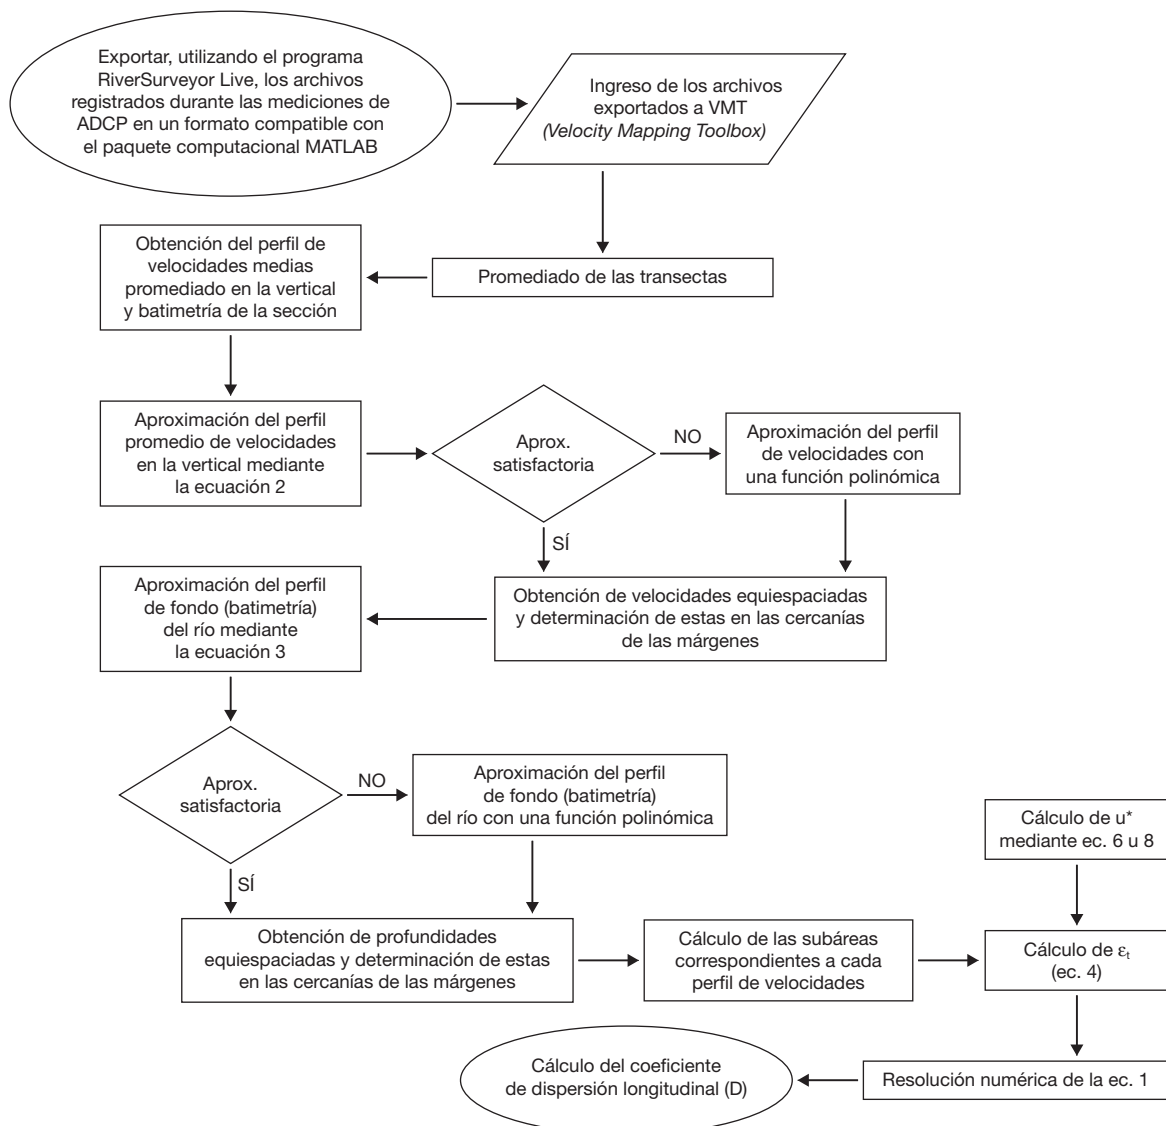 Exportar, utilizando el programa
RiverSurveyor Live, los archivos
registrados durante las mediciones de
ADCP en un formato compatible con
el paquete computacional MATLAB
Ingreso de los archivos
exportados a VMT
(Velocity Mapping Toolbox)
Promediado de las transectas
Obtención del perfil de
velocidades medias
promediado en la vertical
y batimetría de la sección
Aproximación del perfil
promedio de velocidades
en la vertical mediante
la ecuación 2
Aprox.
satisfactoria
NO
Aproximación del perfil
de velocidades con
una función polinómica
SÍ
Obtención de velocidades equiespaciadas
y determinación de estas en las cercanías
de las márgenes
Aproximación del perfil
de fondo (batimetría)
del río mediante
la ecuación 3
Aprox.
satisfactoria
NO
Aproximación del perfil
de fondo (batimetría)
del río con una función polinómica
SÍ
Obtención de profundidades
equiespaciadas y determinación de estas
en las cercanías de las márgenes
Cálculo de las subáreas
correspondientes a cada
perfil de velocidades
Cálculo de u*
mediante ec. 6 u 8
Cálculo de εt
(ec. 4)
Resolución numérica de la ec. 1
Cálculo del coeficiente
de dispersión longitudinal (D)